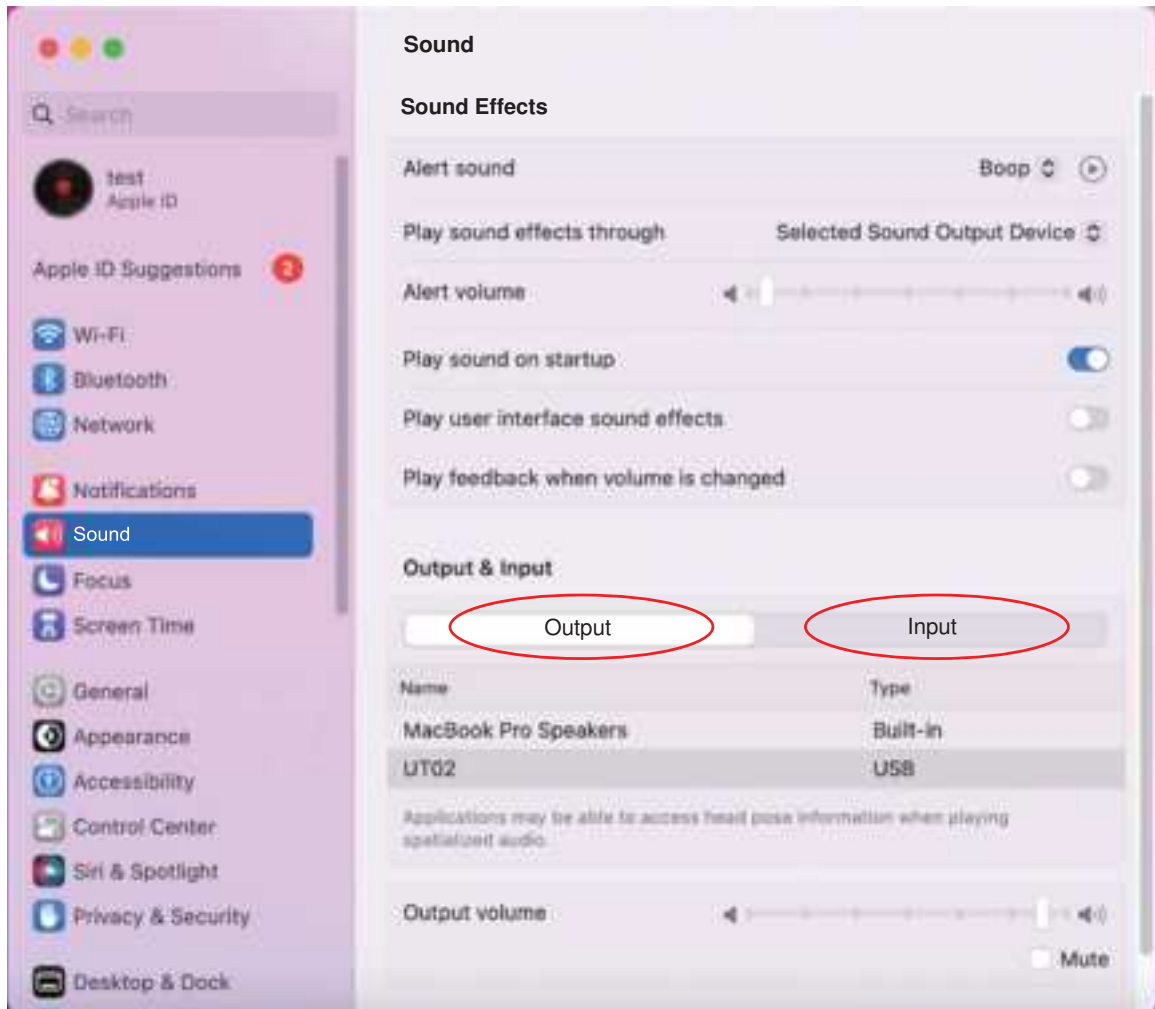 Search
test
Apple ID
Apple ID Suggestions 2
Wi-Fi
Bluetooth
Network
Notifications
Sound
Focus
Screen Time
General
Appearance
Accessibility
Control Center
Siri & Spotlight
Privacy & Security
Desktop & Dock
Sound
Sound Effects
Alert sound Boop
Play sound effects through Selected Sound Output Device
Alert volume
Play sound on startup
Play user interface sound effects
Play feedback when volume is changed
Output & Input
Output Input
Name Type
MacBook Pro Speakers Built-in
UT02 USB
Applications may be able to access head pose information when playing
spatialized audio.
Output volume
Mute